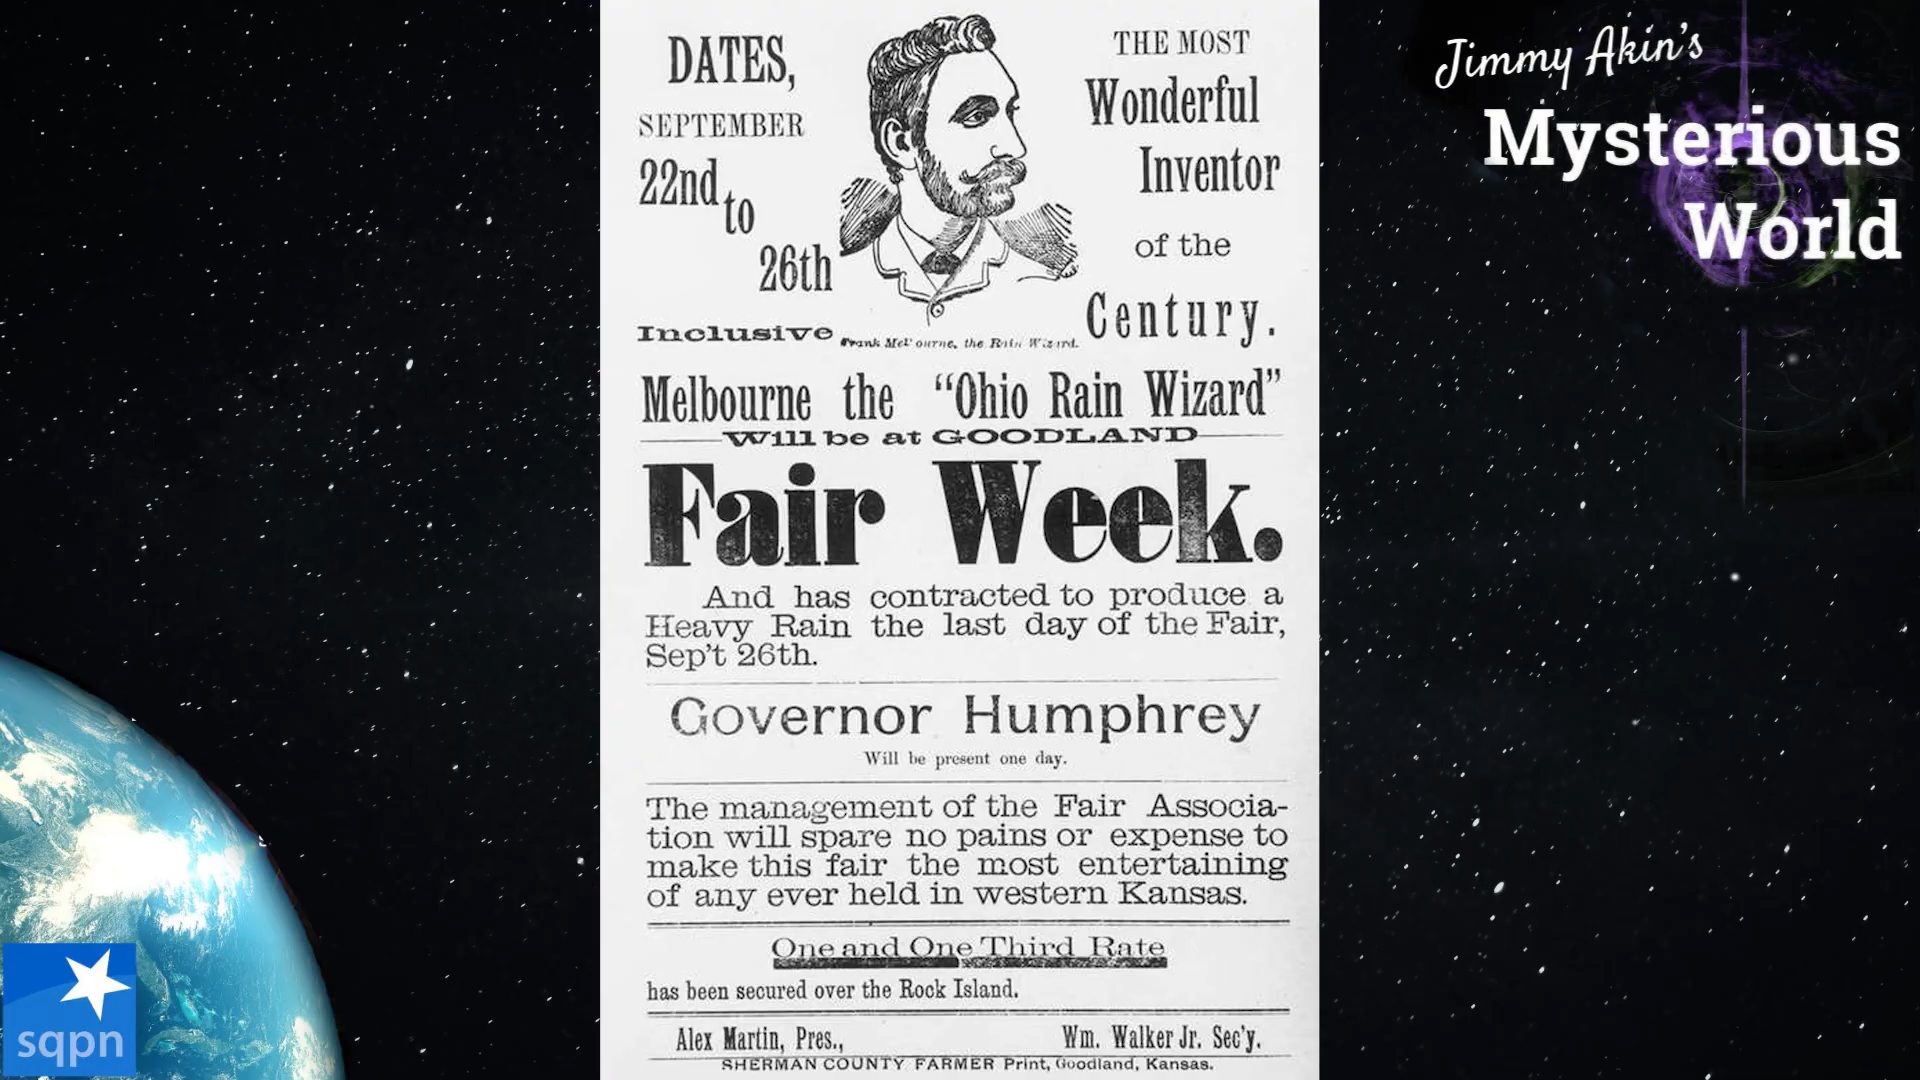 DATES,
SEPTEMBER
22nd
to
26th
Inclusive
THE MOST
Wonderful
Inventor
of the
Century.
Frank Melbourne, the Rain Wizard.
Melbourne the "Ohio Rain Wizard"
Will be at GOODLAND
Fair Week.
And has contracted to produce a
Heavy Rain the last day of the Fair,
Sep't 26th.
Governor Humphrey
Will be present one day.
The management of the Fair Associa-
tion will spare no pains or expense to
make this fair the most entertaining
of any ever held in western Kansas.
One and One Third Rate
has been secured over the Rock Island.
Alex Martin, Pres.,
Wm. Walker Jr. Sec'y.
SHERMAN COUNTY FARMER Print, Goodland, Kansas.
Jimmy Akin's
Mysterious
World
sqpn